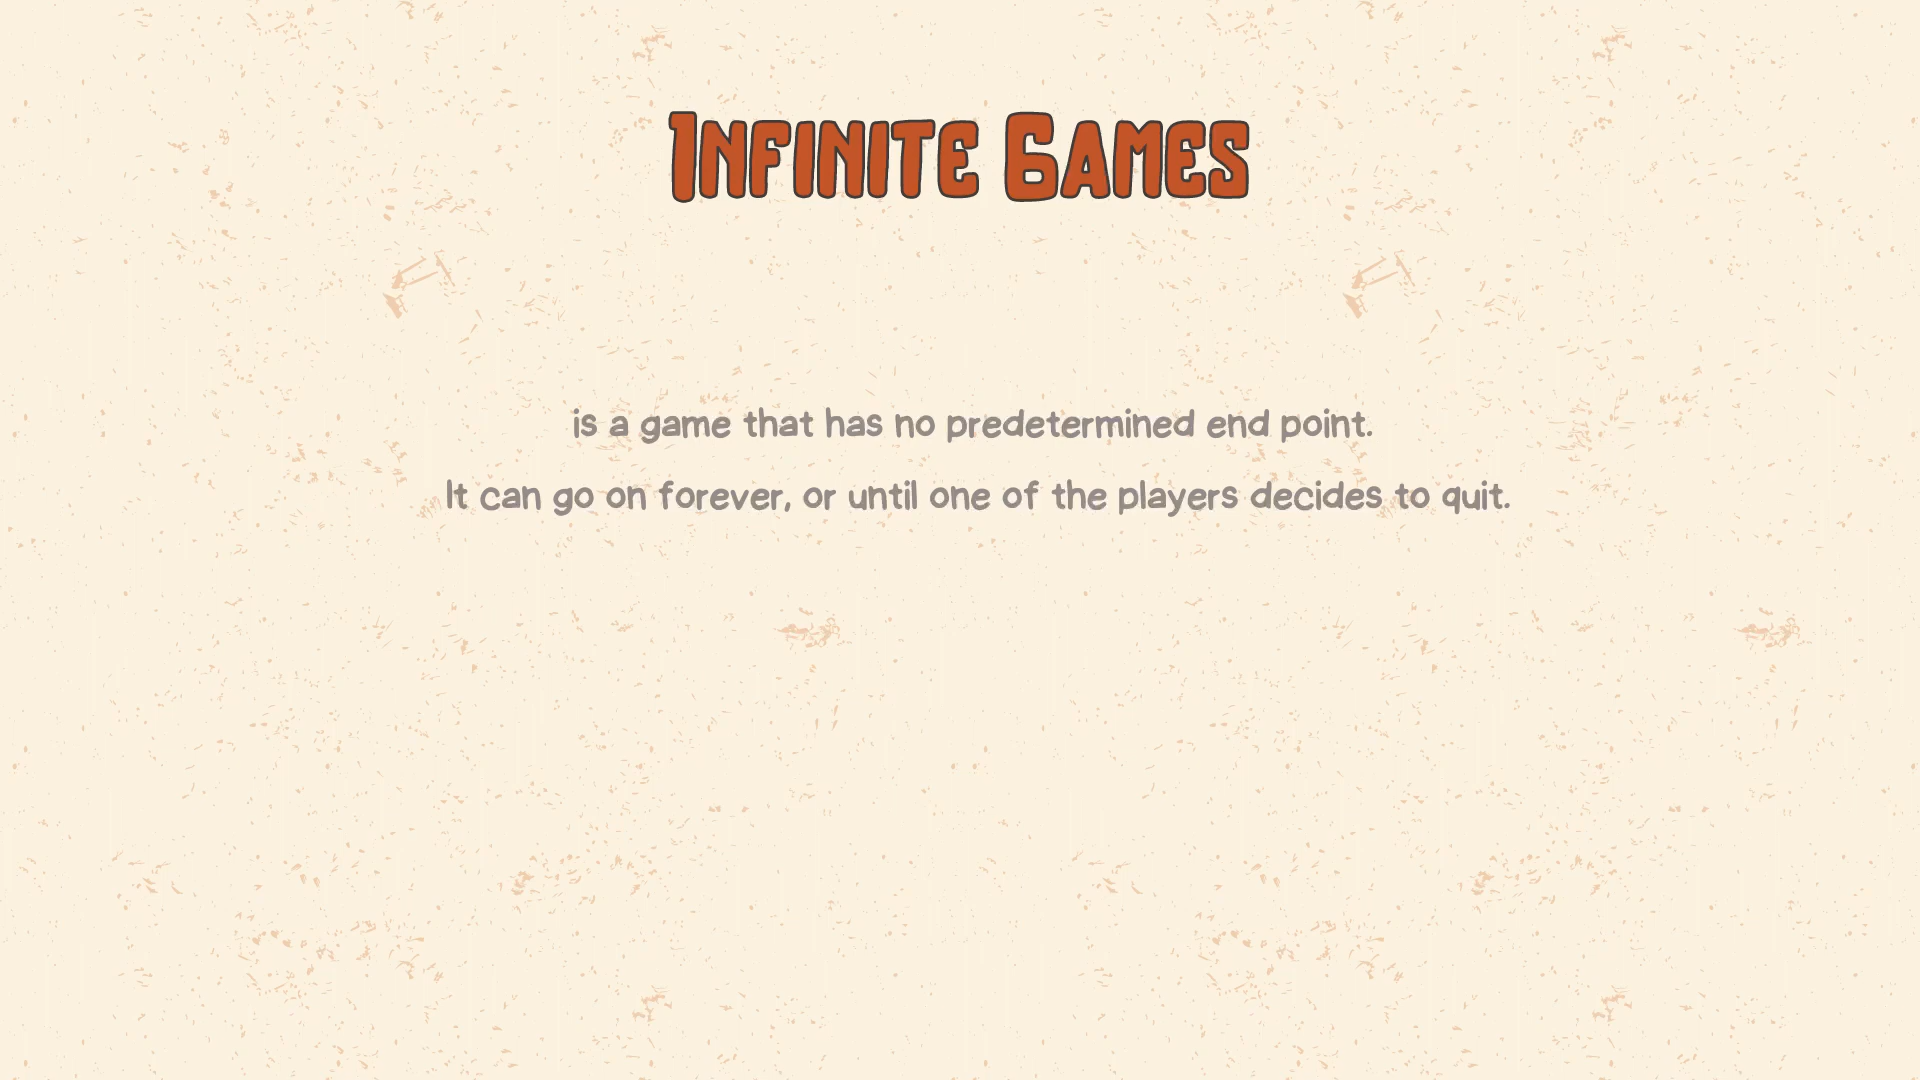 Infinite Games
is a game that has no predetermined end point.
It can go on forever, or until one of the players decides to quit.